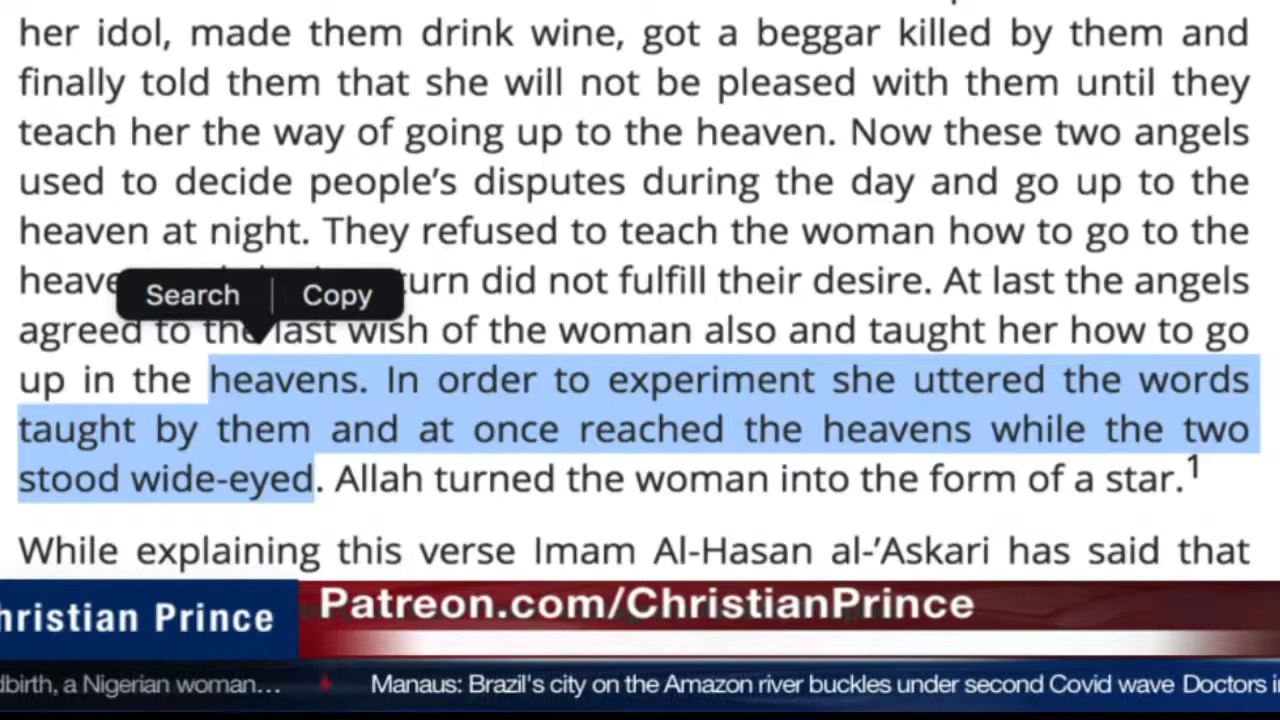 her idol, made them drink wine, got a beggar killed by them and
finally told them that she will not be pleased with them until they
teach her the way of going up to the heaven. Now these two angels
used to decide people’s disputes during the day and go up to the
heaven at night. They refused to teach the woman how to go to the
turn did not fulfill their desire. At last the angels
Search | Copy
agreed to the last wish of the woman also and taught her how to go
up in the heavens. In order to experiment she uttered the words
taught by them and at once reached the heavens while the two
stood wide-eyed. Allah turned the woman into the form of a star.1
While explaining this verse Imam Al-Hasan al-’Askari has said that
hristian Prince
Patreon.com/ChristianPrince
dbirth, a Nigerian woman...
Manaus: Brazil's city on the Amazon river buckles under second Covid wave Doctors i